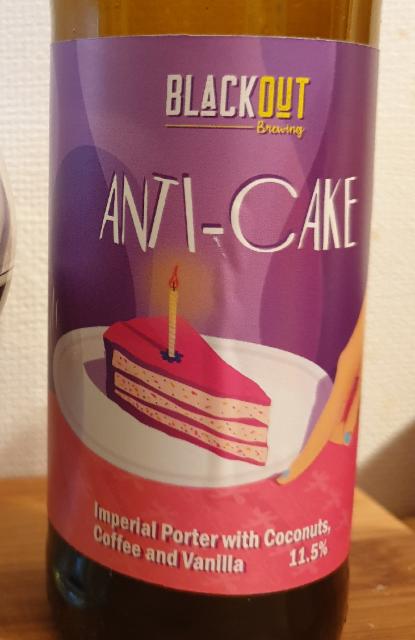 BLACKOUT
Brewing
ANTI-CAKE
Imperial Porter with Coconuts,
Coffee and Vanilla 11.5%